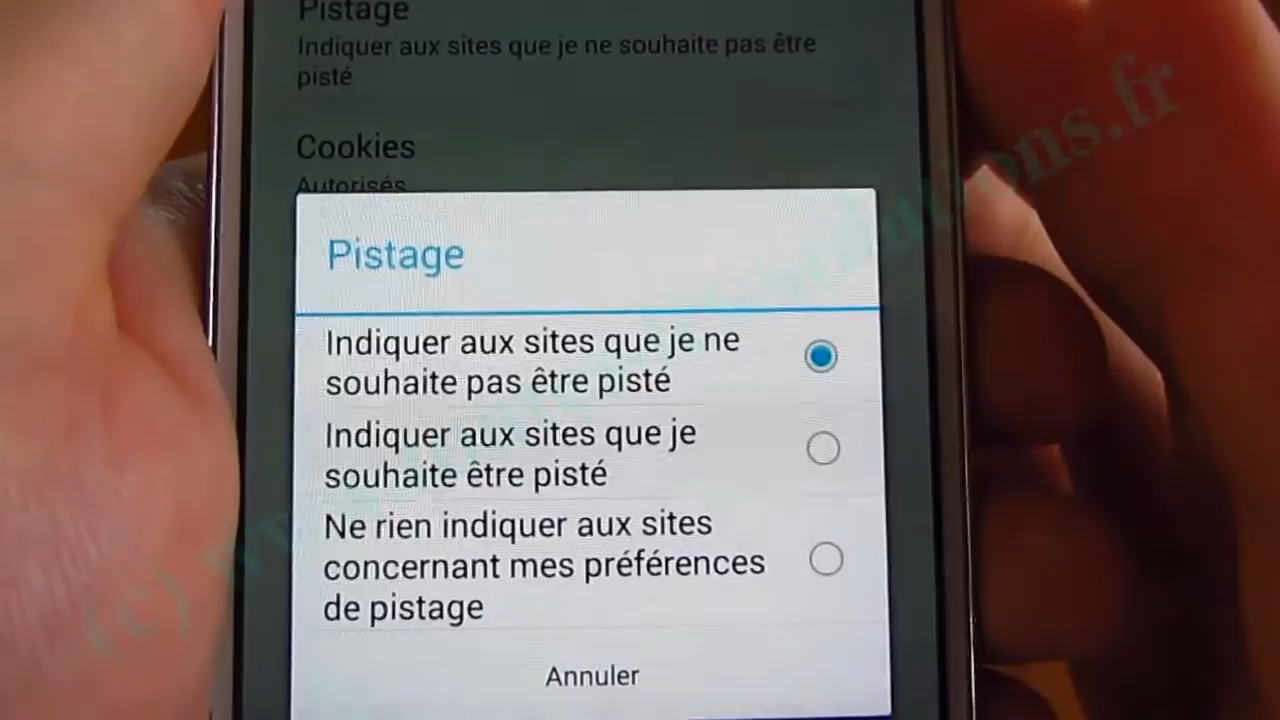 Pistage
Indiquer aux sites que je ne souhaite pas être
pisté
Cookies
Autorisés
Pistage
Indiquer aux sites que je ne
souhaite pas être pisté
Indiquer aux sites que je
souhaite être pisté
Ne rien indiquer aux sites
concernant mes préférences
de pistage
Annuler